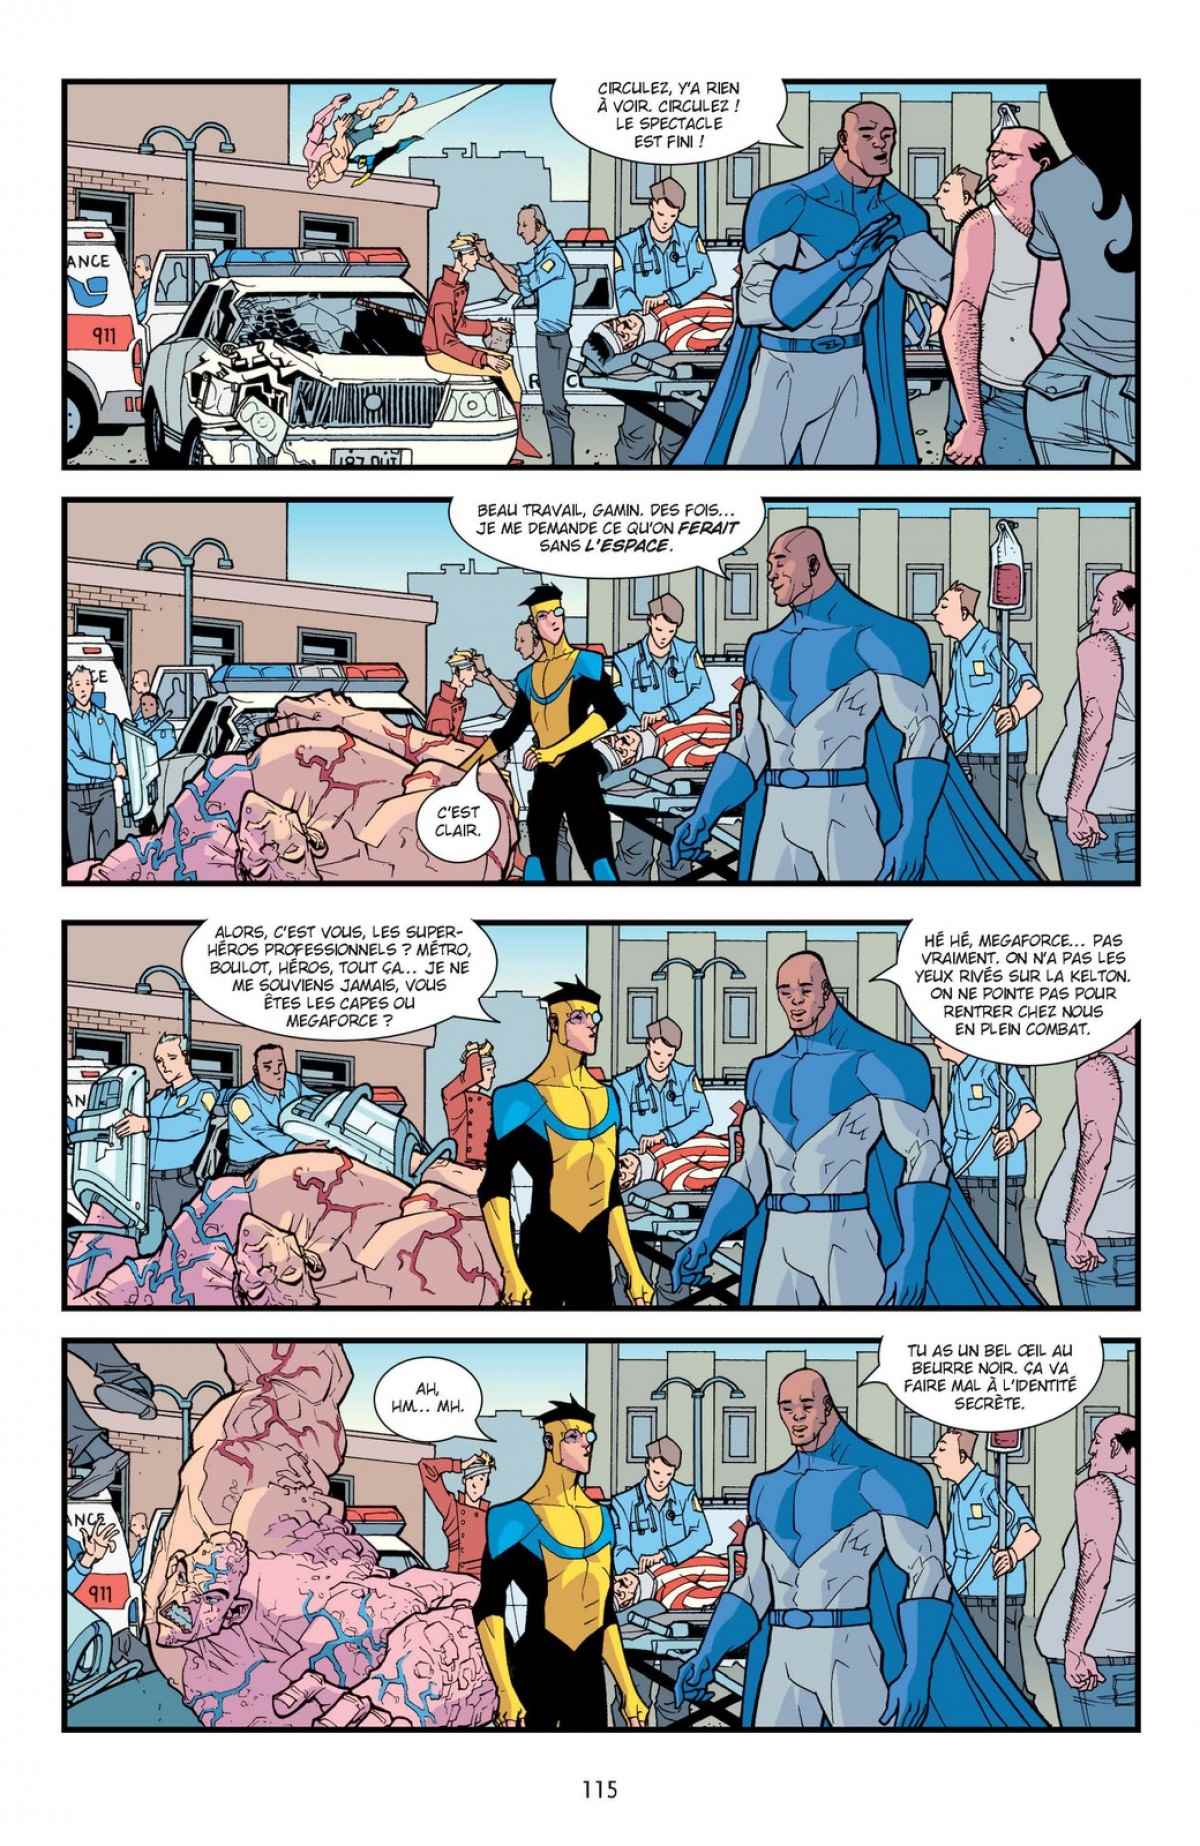 CIRCULEZ, Y'A RIEN
À VOIR. CIRCULEZ !
LE SPECTACLE
EST FINI !
ANCE
911
BEAU TRAVAIL, GAMIN. DES FOIS...
JE ME DEMANDE CE QU'ON FERAIT
SANS L'ESPACE.
CE
C'EST
CLAIR.
ALORS, C'EST VOUS, LES SUPER-
HÉROS PROFESSIONNELS ? MÉTRO,
BOULOT, HÉROS, TOUT ÇA... JE NE
ME SOUVIENS JAMAIS, VOUS
ÊTES LES CAPES OU
MEGAFORCE ?
HÉ HÉ, MEGAFORCE... PAS
VRAIMENT. ON N'A PAS LES
YEUX RIVÉS SUR LA KELTON.
ON NE POINTE PAS POUR
RENTRER CHEZ NOUS
EN PLEIN COMBAT.
AN
AH,
HM... MH.
TU AS UN BEL ŒIL AU
BEURRE NOIR. ÇA VA
FAIRE MAL À L'IDENTITÉ
SECRÈTE.
ANCE
911
115